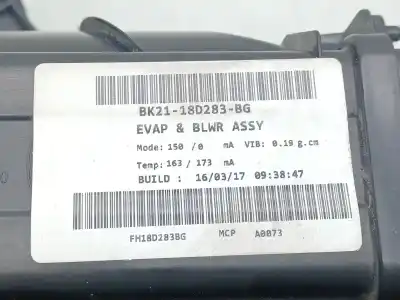 BK21-18D283-BG
EVAP & BLWR ASSY
Mode: 150 / 0 mA VIB: 0.19 g.cm
Temp: 163 / 173 mA
BUILD : 16/03/17 09:38:47
FH18D283BG MCP A0073